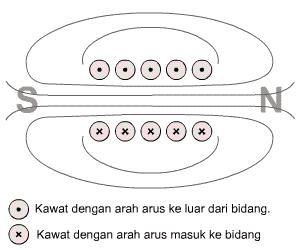 S N
Kawat dengan arah arus ke luar dari bidang.
Kawat dengan arah arus masuk ke bidang